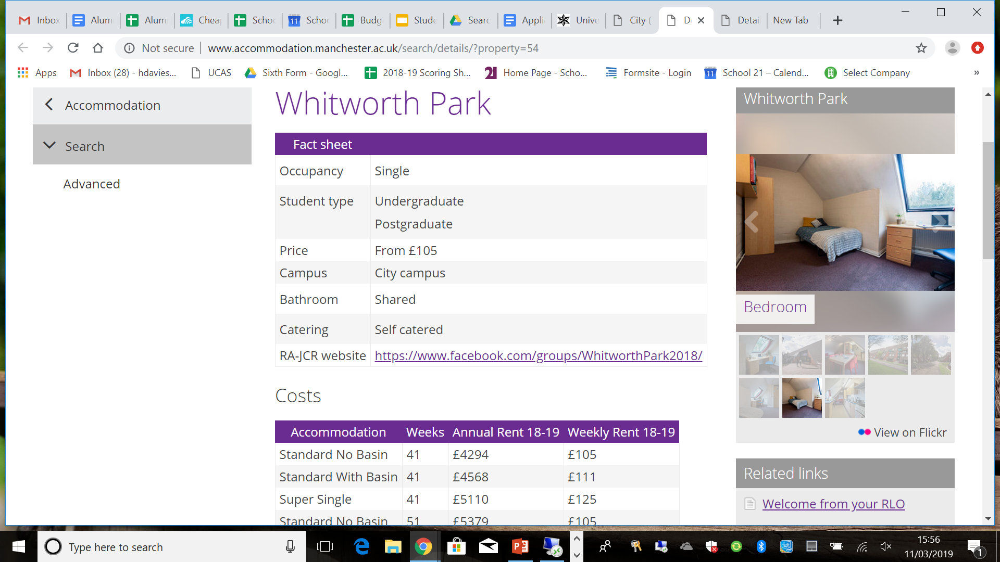 Inbox Alum Alum Cheap Schoo Schoo Budg Stude Searc Appli Unive City ( D Detai New Tab
Not secure www.accommodation.manchester.ac.uk/search/details/?property=54
Apps Inbox (28) - hdavies... UCAS Sixth Form - Googl... 2018-19 Scoring Sh... Home Page - Scho... Formsite - Login School 21 – Calend... Select Company »
Accommodation
Search
Advanced
Whitworth Park
Fact sheet
Occupancy Single
Student type Undergraduate
Postgraduate
Price From £105
Campus City campus
Bathroom Shared
Catering Self catered
RA-JCR website https://www.facebook.com/groups/WhitworthPark2018/
Costs
Accommodation Weeks Annual Rent 18-19 Weekly Rent 18-19
Standard No Basin 41 £4294 £105
Standard With Basin 41 £4568 £111
Super Single 41 £5110 £125
Standard No Basin 51 £5379 £105
Whitworth Park
Bedroom
View on Flickr
Related links
Welcome from your RLO
Type here to search
15:56
11/03/2019
1